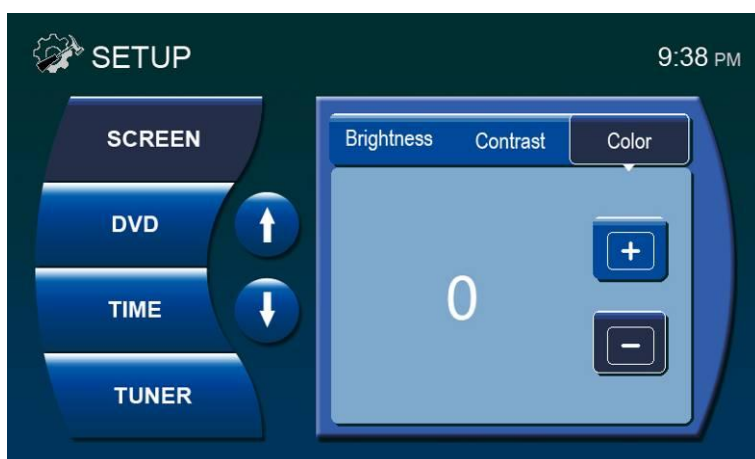 SETUP
9:38 PM
SCREEN
DVD
TIME
TUNER
Brightness Contrast Color
0
+
-